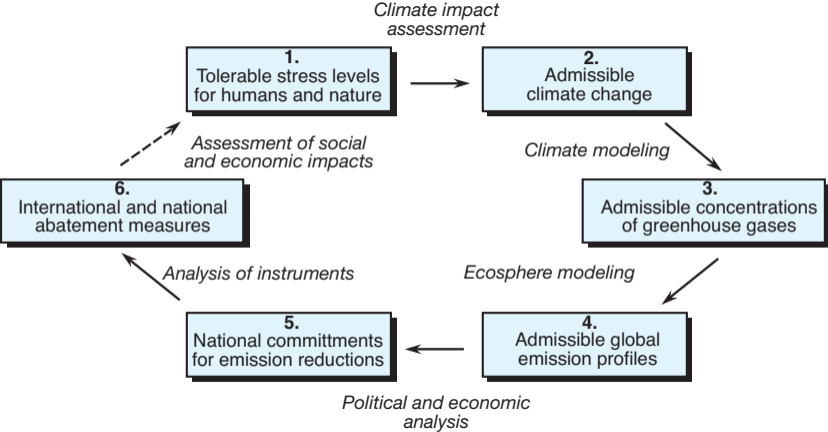 Climate impact
assessment
1.
Tolerable stress levels
for humans and nature
2.
Admissible
climate change
Climate modeling
3.
Admissible concentrations
of greenhouse gases
Ecosphere modeling
4.
Admissible global
emission profiles
Political and economic
analysis
5.
National committments
for emission reductions
Analysis of instruments
6.
International and national
abatement measures
Assessment of social
and economic impacts